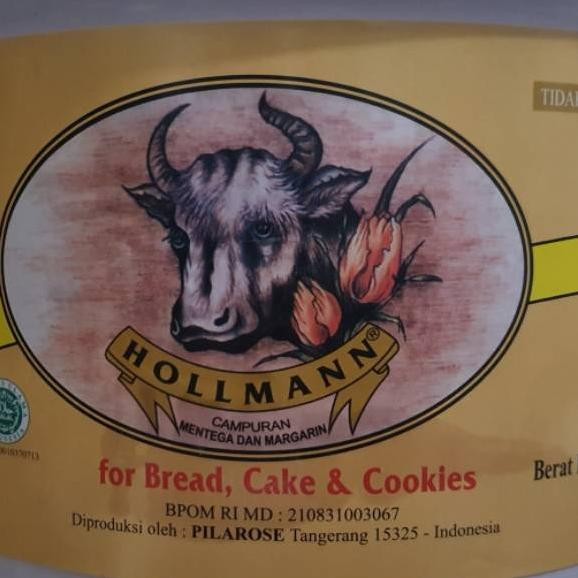 HOLLMANN®
CAMPURAN
MENTEGA DAN MARGARIN
for Bread, Cake & Cookies
Berat
BPOM RI MD : 210831003067
Diproduksi oleh : PILAROSE Tangerang 15325 - Indonesia